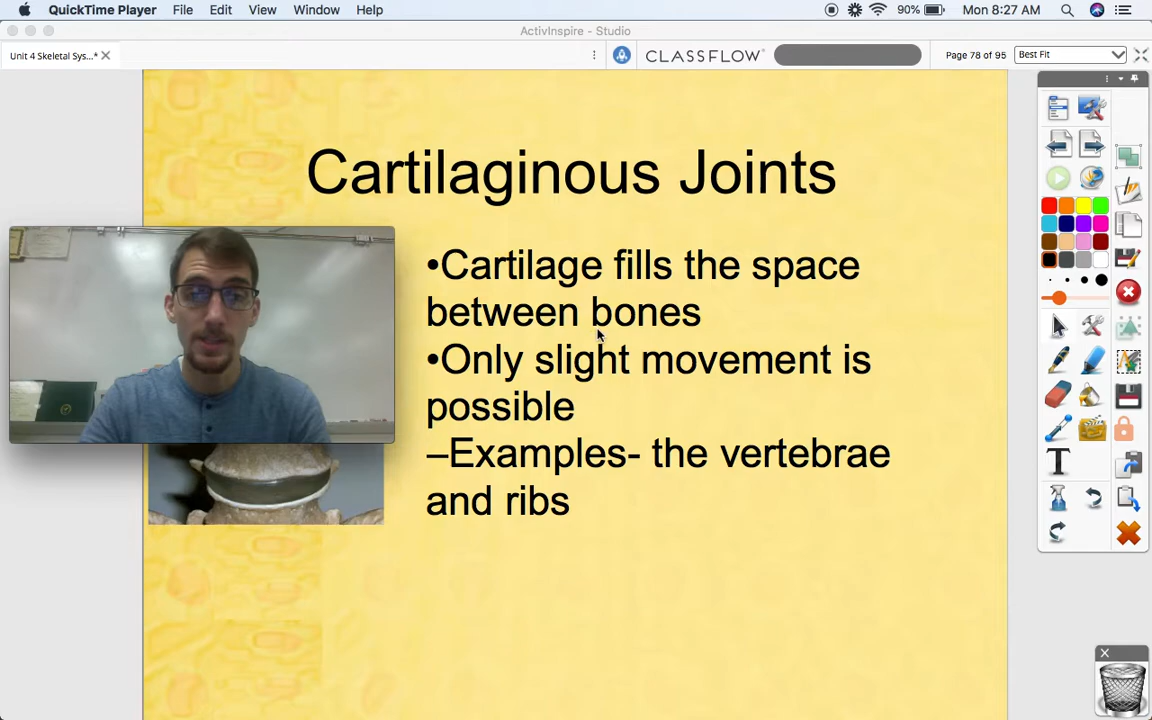 QuickTime Player File Edit View Window Help 90% Mon 8:27 AM
ActivInspire - Studio
Unit 4 Skeletal Sys...* CLASSFLOW Page 78 of 95 Best Fit
Cartilaginous Joints
•Cartilage fills the space
between bones
•Only slight movement is
possible
–Examples- the vertebrae
and ribs